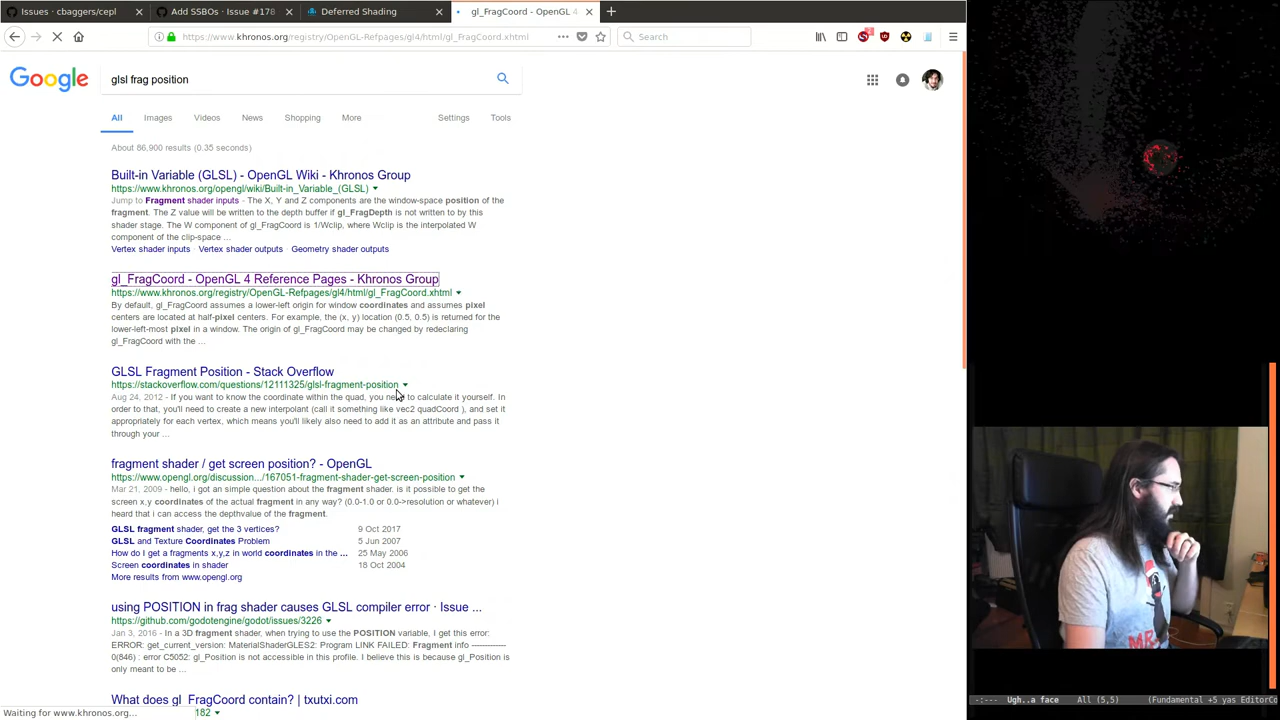 Issues · cbaggers/cepl
Add SSBOs · Issue #178
Deferred Shading
gl_FragCoord - OpenGL 4
https://www.khronos.org/registry/OpenGL-Refpages/gl4/html/gl_FragCoord.xhtml
Search
Google
glsl frag position
All Images Videos News Shopping More Settings Tools
About 86,900 results (0.35 seconds)
Built-in Variable (GLSL) - OpenGL Wiki - Khronos Group
https://www.khronos.org/opengl/wiki/Built-in_Variable_(GLSL)
Jump to Fragment shader inputs - The X, Y and Z components are the window-space position of the
fragment. The Z value will be written to the depth buffer if gl_FragDepth is not written to by this
shader stage. The W component of gl_FragCoord is 1/Wclip, where Wclip is the interpolated W
component of the clip-space ...
Vertex shader inputs · Vertex shader outputs · Geometry shader outputs
gl_FragCoord - OpenGL 4 Reference Pages - Khronos Group
https://www.khronos.org/registry/OpenGL-Refpages/gl4/html/gl_FragCoord.xhtml
By default, gl_FragCoord assumes a lower-left origin for window coordinates and assumes pixel
centers are located at half-pixel centers. For example, the (x, y) location (0.5, 0.5) is returned for the
lower-left-most pixel in a window. The origin of gl_FragCoord may be changed by redeclaring
gl_FragCoord with the ...
GLSL Fragment Position - Stack Overflow
https://stackoverflow.com/questions/12111325/glsl-fragment-position
Aug 24, 2012 - If you want to know the coordinate within the quad, you need to calculate it yourself. In
order to that, you'll need to create a new interpolant (call it something like vec2 quadCoord ), and set it
appropriately for each vertex, which means you'll likely also need to add it as an attribute and pass it
through your ...
fragment shader / get screen position? - OpenGL
https://www.opengl.org/discussion.../167051-fragment-shader-get-screen-position
Mar 21, 2009 - hello, i got an simple question about the fragment shader. is it possible to get the
screen x,y coordinates of the actual fragment in any way? (0.0-1.0 or 0.0->resolution or whatever) i
heard that i can access the depthvalue of the fragment.
GLSL fragment shader, get the 3 vertices? 9 Oct 2017
GLSL and Texture Coordinates Problem 5 Jun 2007
How do I get a fragments x,y,z in world coordinates in the ... 25 May 2006
Screen coordinates in shader 18 Oct 2004
More results from www.opengl.org
using POSITION in frag shader causes GLSL compiler error · Issue ...
https://github.com/godotengine/godot/issues/3226
Jan 3, 2016 - In a 3D fragment shader, when trying to use the POSITION variable, I get this error:
ERROR: get_current_version: MaterialShaderGLES2: Program LINK FAILED: Fragment info ----------
0(846) : error C5052: gl_Position is not accessible in this profile. I believe this is because gl_Position is
only meant to be ...
What does gl_FragCoord contain? | txutxi.com
Waiting for www.khronos.org... 182
MR.
-:--- Ugh..a face All (5,5) (Fundamental +5 yas EditorCo